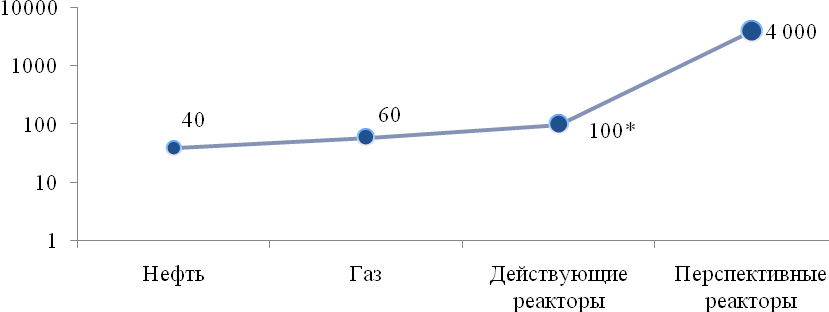 10000
1000
100
10
1
40
60
100*
4 000
Нефть
Газ
Действующие
реакторы
Перспективные
реакторы